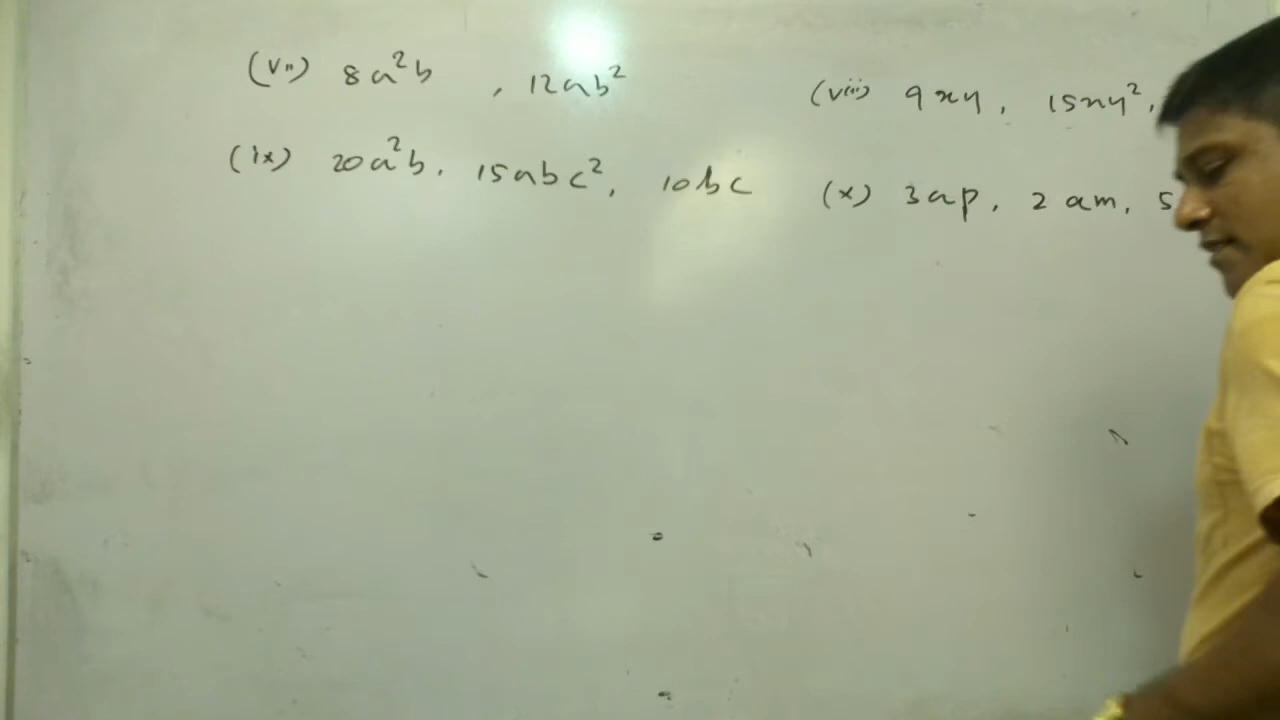 (vii) 8a²b , 12ab²
(viii) 9xy, 15xy²,
(ix) 20a²b, 15abc², 10bc
(x) 3ap, 2am, 5